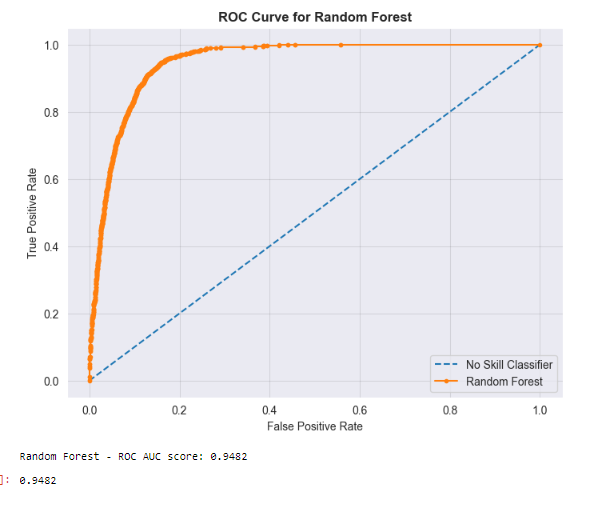 ROC Curve for Random Forest
1.0
0.8
0.6
0.4
0.2
0.0
True Positive Rate
No Skill Classifier
Random Forest
0.0 0.2 0.4 0.6 0.8 1.0
False Positive Rate
Random Forest - ROC AUC score: 0.9482
]: 0.9482